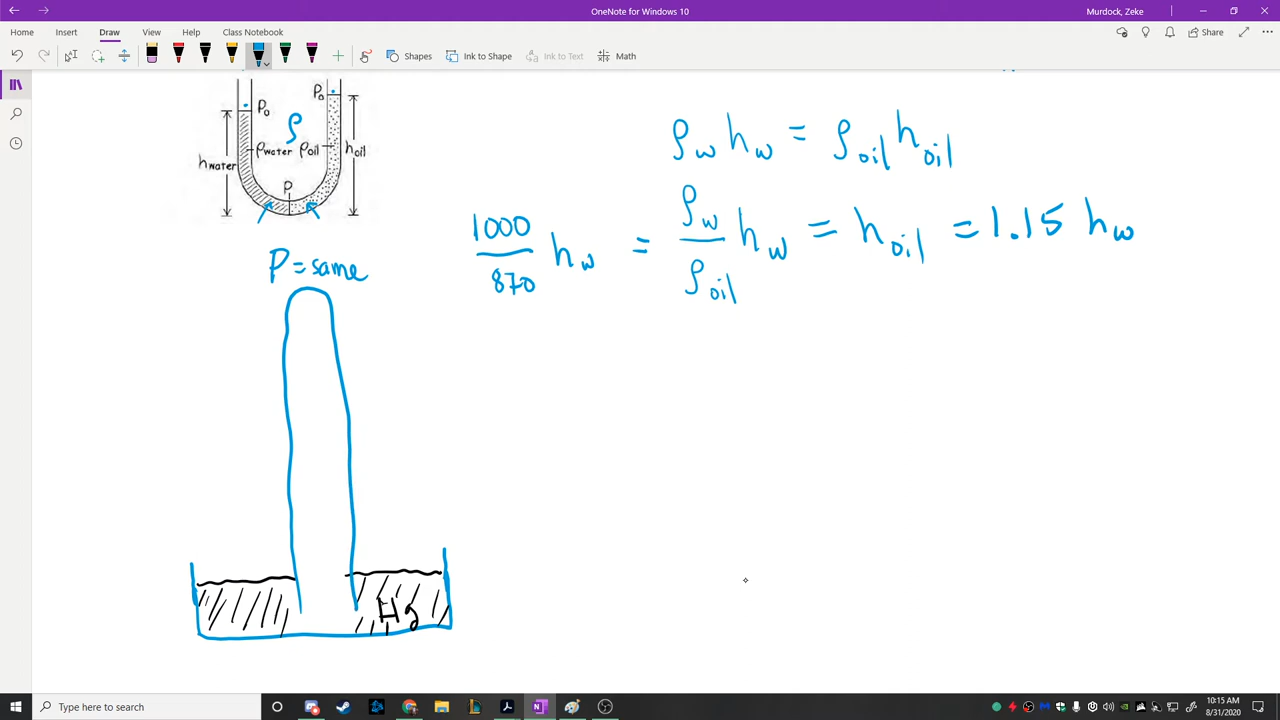 OneNote for Windows 10
Murdock, Zeke
Home Insert Draw View Help Class Notebook
Share
Shapes Ink to Shape Ink to Text Math
P₀ P₀
ρ
hwater ρwater ρoil hoil
P
P = same
ρw hw = ρoil hoil
1000/870 hw = ρw/ρoil hw = hoil = 1.15 hw
Hg
Type here to search
10:15 AM
8/31/2020